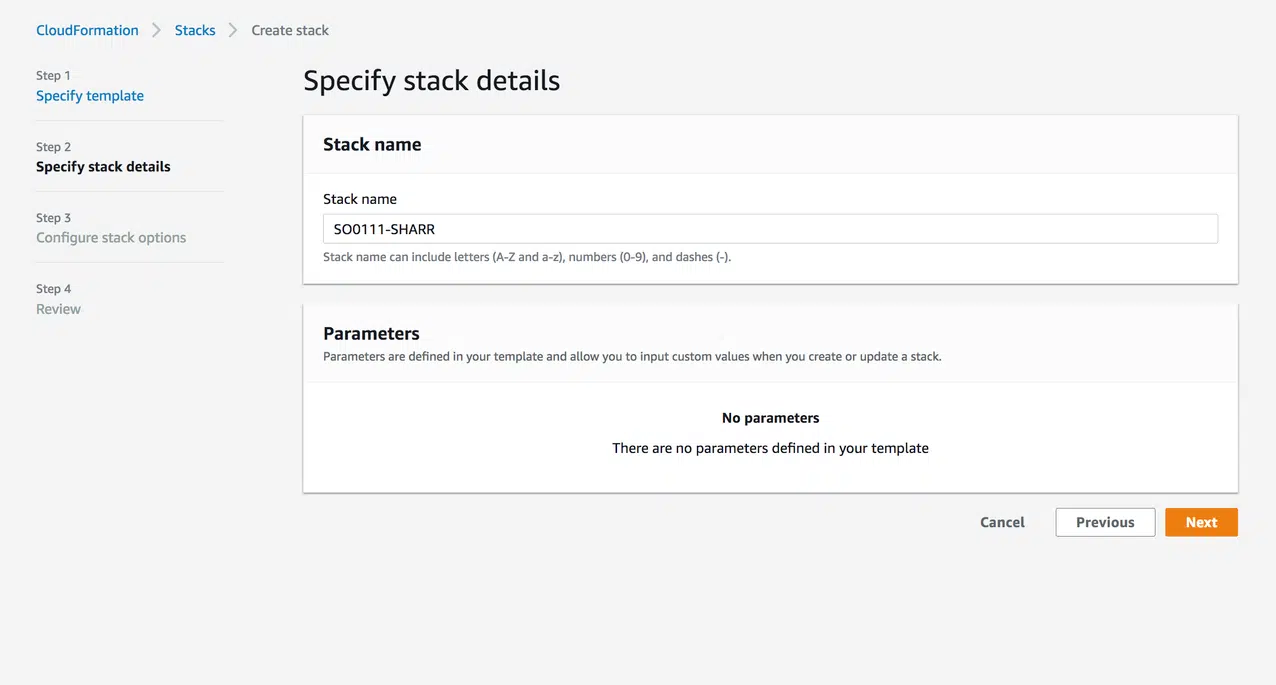 CloudFormation > Stacks > Create stack
Step 1
Specify template
Step 2
Specify stack details
Step 3
Configure stack options
Step 4
Review
Specify stack details
Stack name
Stack name
SO0111-SHARR
Stack name can include letters (A-Z and a-z), numbers (0-9), and dashes (-).
Parameters
Parameters are defined in your template and allow you to input custom values when you create or update a stack.
No parameters
There are no parameters defined in your template
Cancel Previous Next